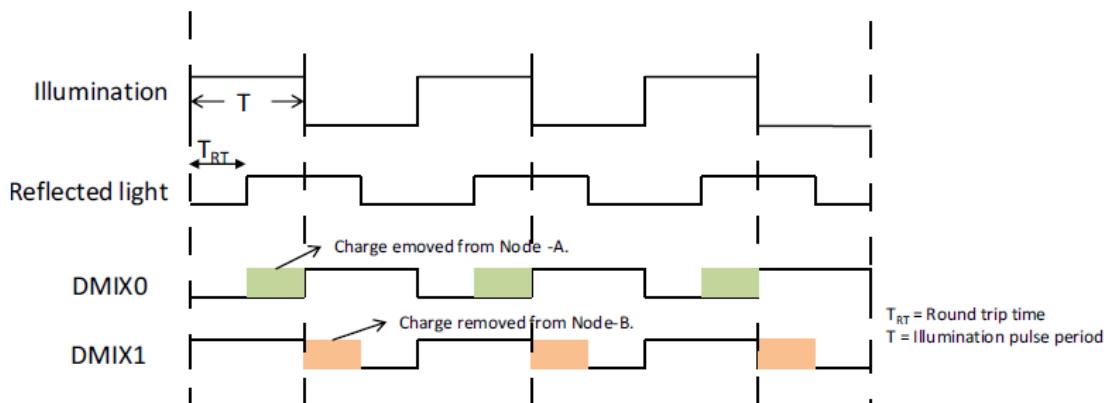 Illumination
T
T_RT
Reflected light
Charge emoved from Node -A.
DMIX0
Charge removed from Node-B.
DMIX1
T_RT = Round trip time
T = Illumination pulse period